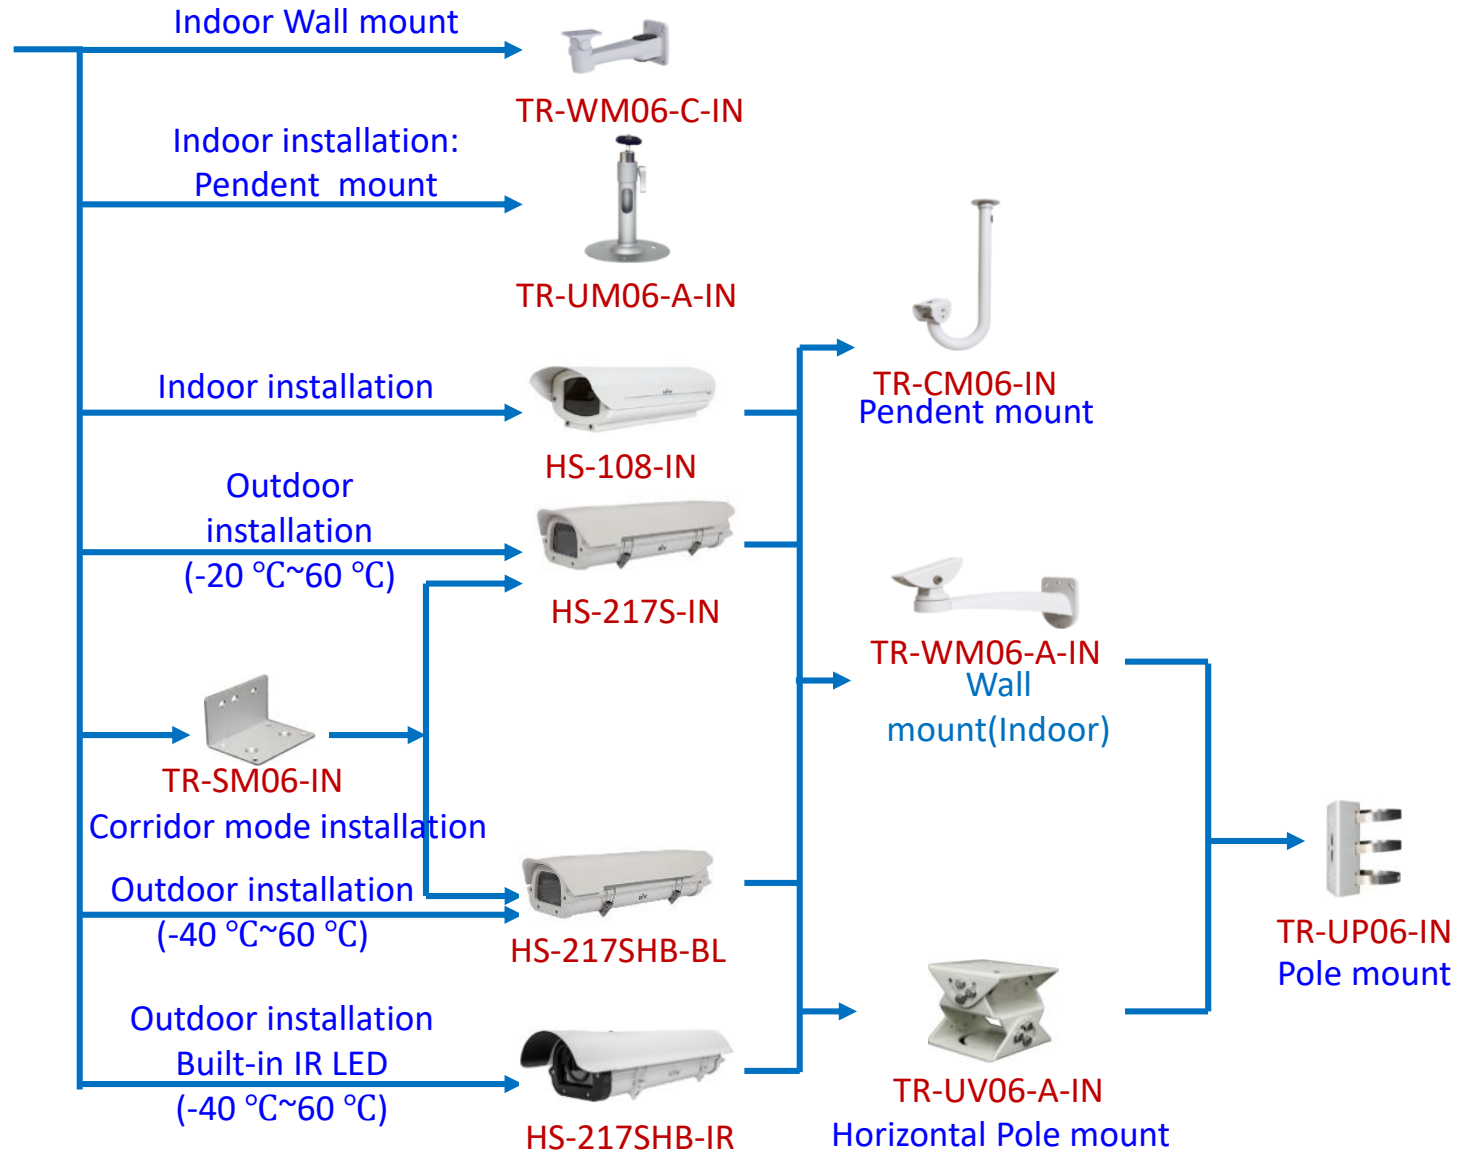 Indoor Wall mount
TR-WM06-C-IN
Indoor installation:
Pendent mount
TR-UM06-A-IN
TR-CM06-IN
Pendent mount
Indoor installation
HS-108-IN
Outdoor
installation
(-20 ℃~60 ℃)
HS-217S-IN
TR-WM06-A-IN
Wall
mount(Indoor)
TR-SM06-IN
Corridor mode installation
Outdoor installation
(-40 ℃~60 ℃)
HS-217SHB-BL
TR-UP06-IN
Pole mount
Outdoor installation
Built-in IR LED
(-40 ℃~60 ℃)
HS-217SHB-IR
TR-UV06-A-IN
Horizontal Pole mount